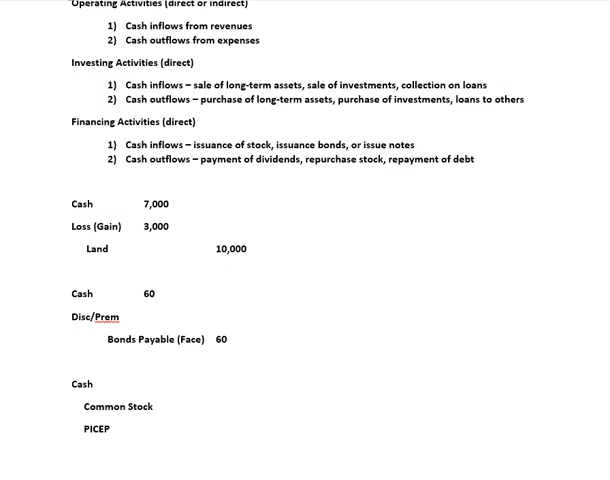 Operating Activities (direct or indirect)
1) Cash inflows from revenues
2) Cash outflows from expenses
Investing Activities (direct)
1) Cash inflows – sale of long-term assets, sale of investments, collection on loans
2) Cash outflows – purchase of long-term assets, purchase of investments, loans to others
Financing Activities (direct)
1) Cash inflows – issuance of stock, issuance bonds, or issue notes
2) Cash outflows – payment of dividends, repurchase stock, repayment of debt
Cash 7,000
Loss (Gain) 3,000
Land 10,000
Cash 60
Disc/Prem
Bonds Payable (Face) 60
Cash
Common Stock
PICEP